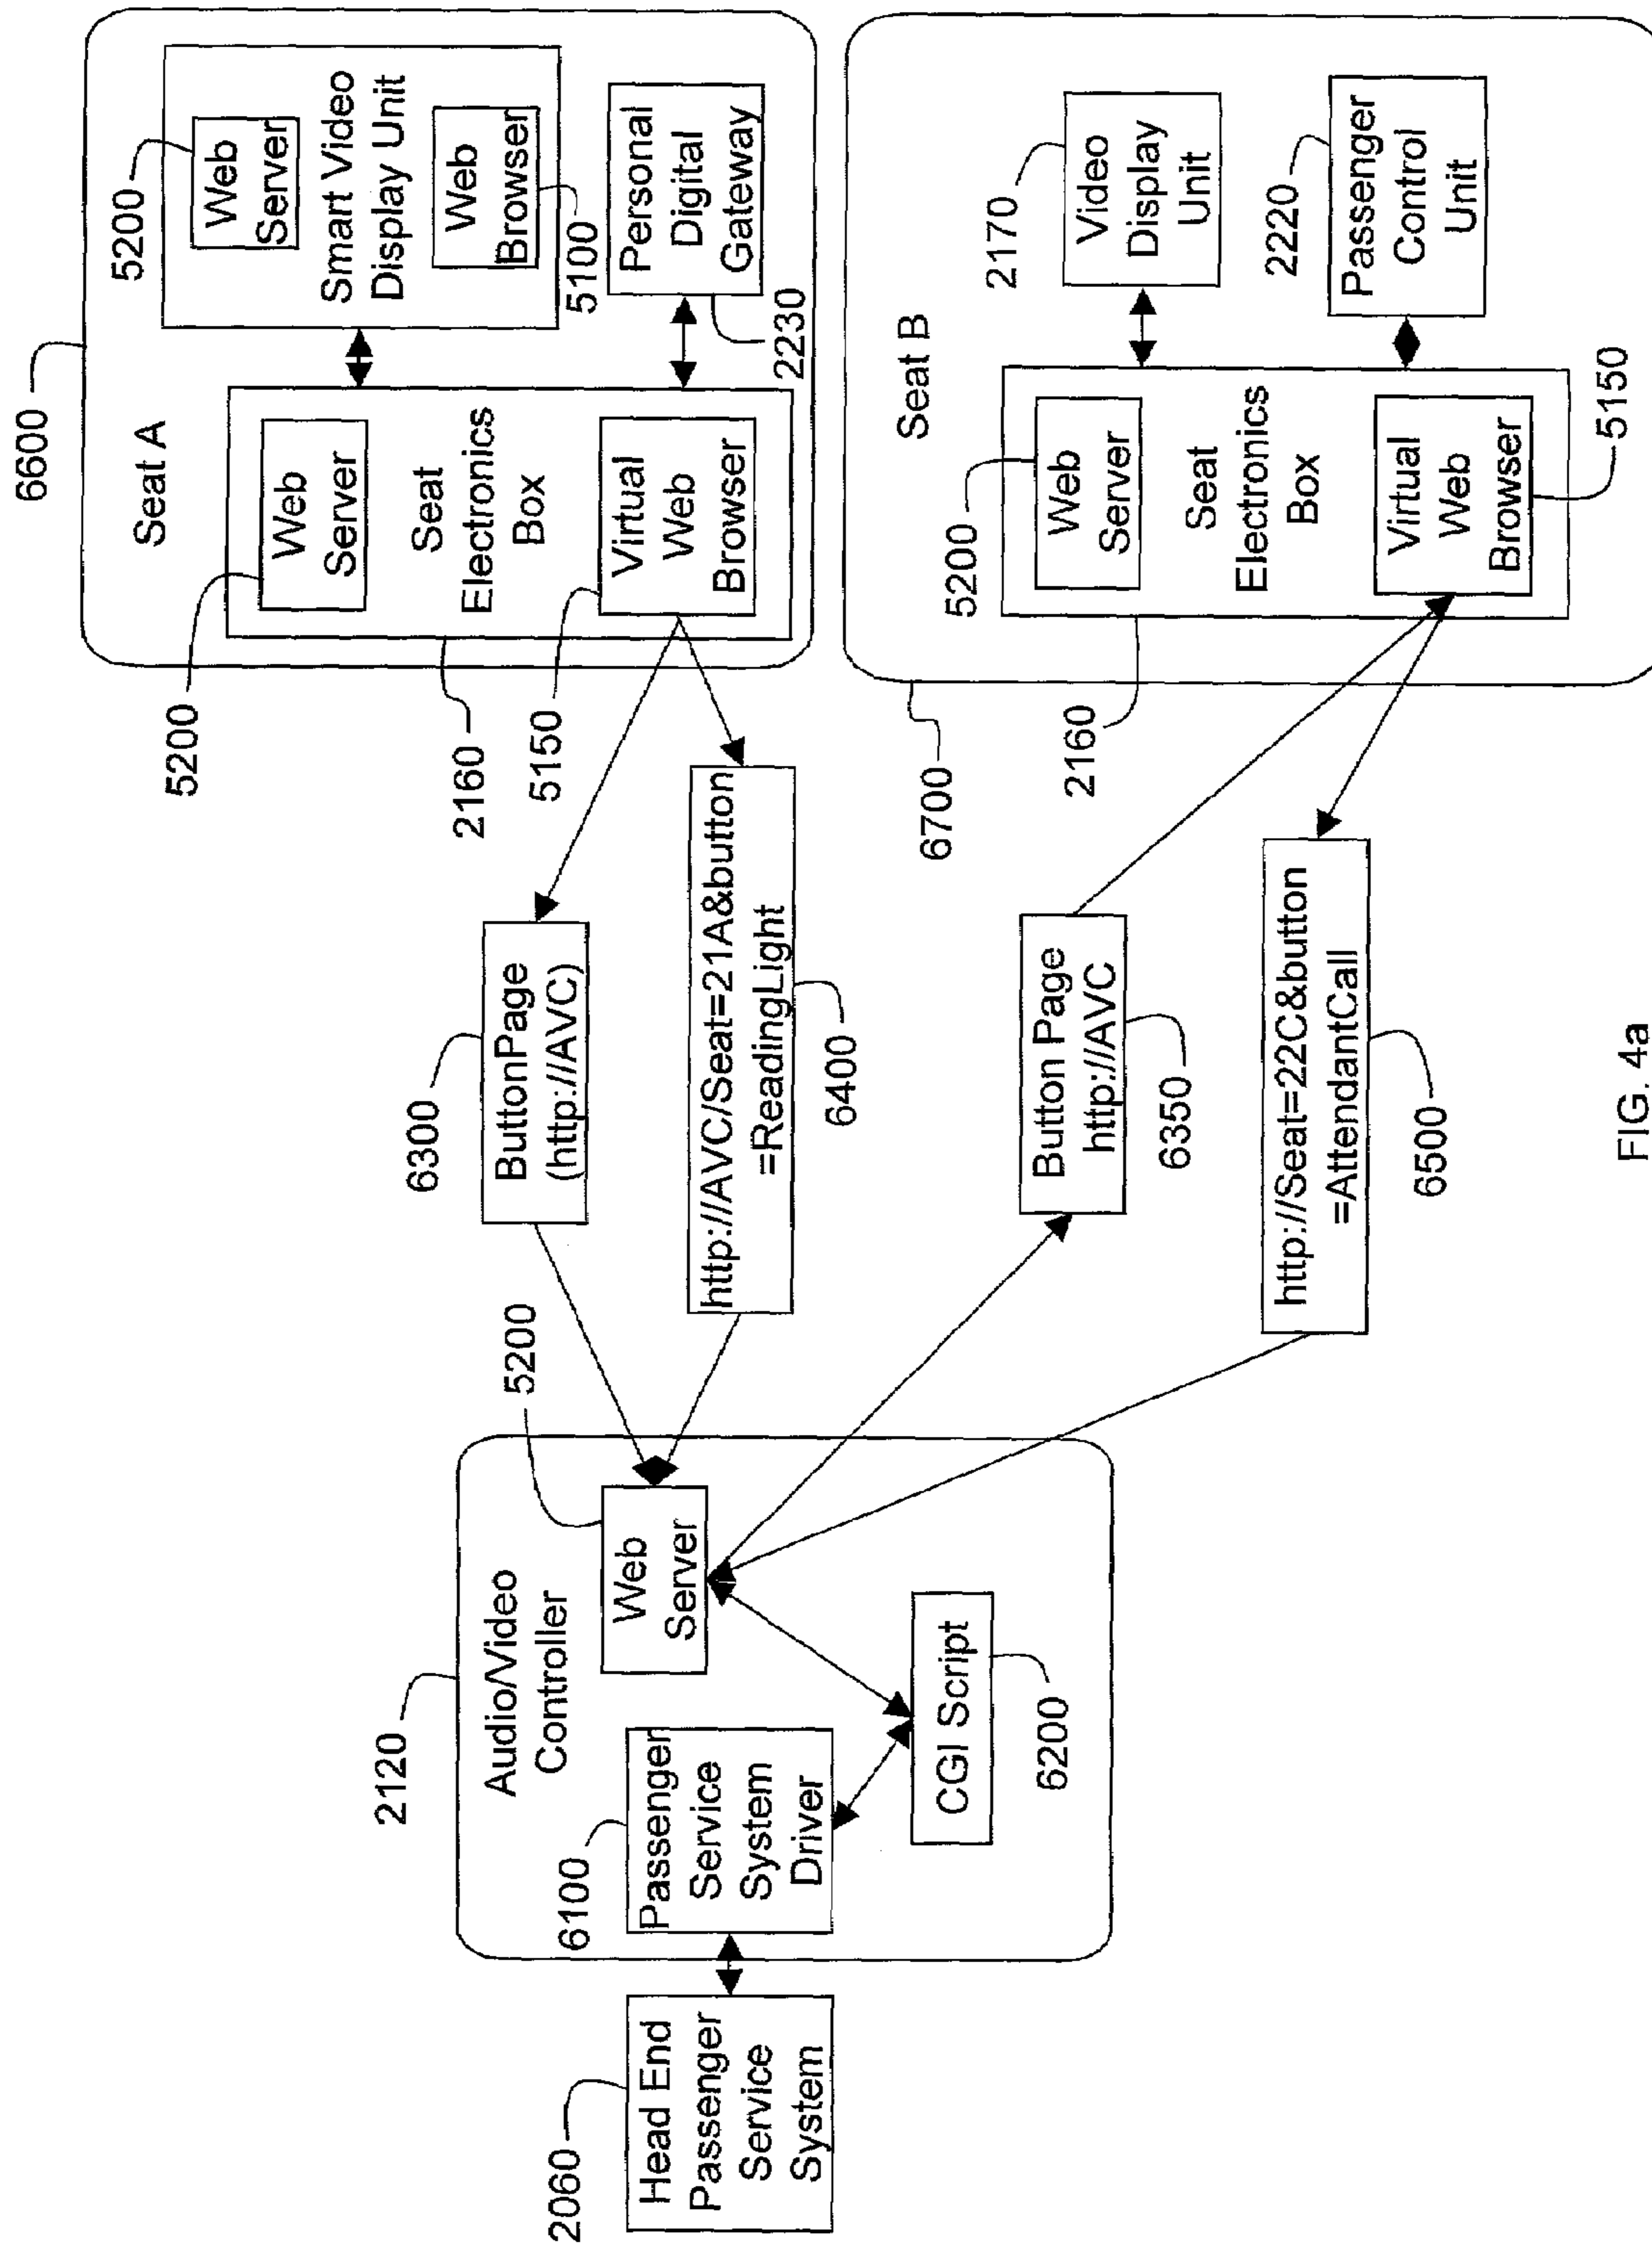 2060
Head End
Passenger
Service
System
2120
Audio/Video
Controller
6100
Passenger
Service
System
Driver
5200
Web
Server
CGI Script
6200
6300
ButtonPage
(http://AVC)
http://AVC/Seat=21A&button
=ReadingLight
6400
Button Page
http://AVC
6350
http://Seat=22C&button
=AttendantCall
6500
6600
Seat A
5200
Web
Server
Seat
Electronics
Box
2160
5150
Virtual
Web
Browser
5200
Web
Server
Smart Video
Display Unit
Web
Browser
5100
Personal
Digital
Gateway
2230
6700
Seat B
2160
5200
Web
Server
Seat
Electronics
Box
Virtual
Web
Browser
5150
2170
Video
Display
Unit
2220
Passenger
Control
Unit
FIG. 4a